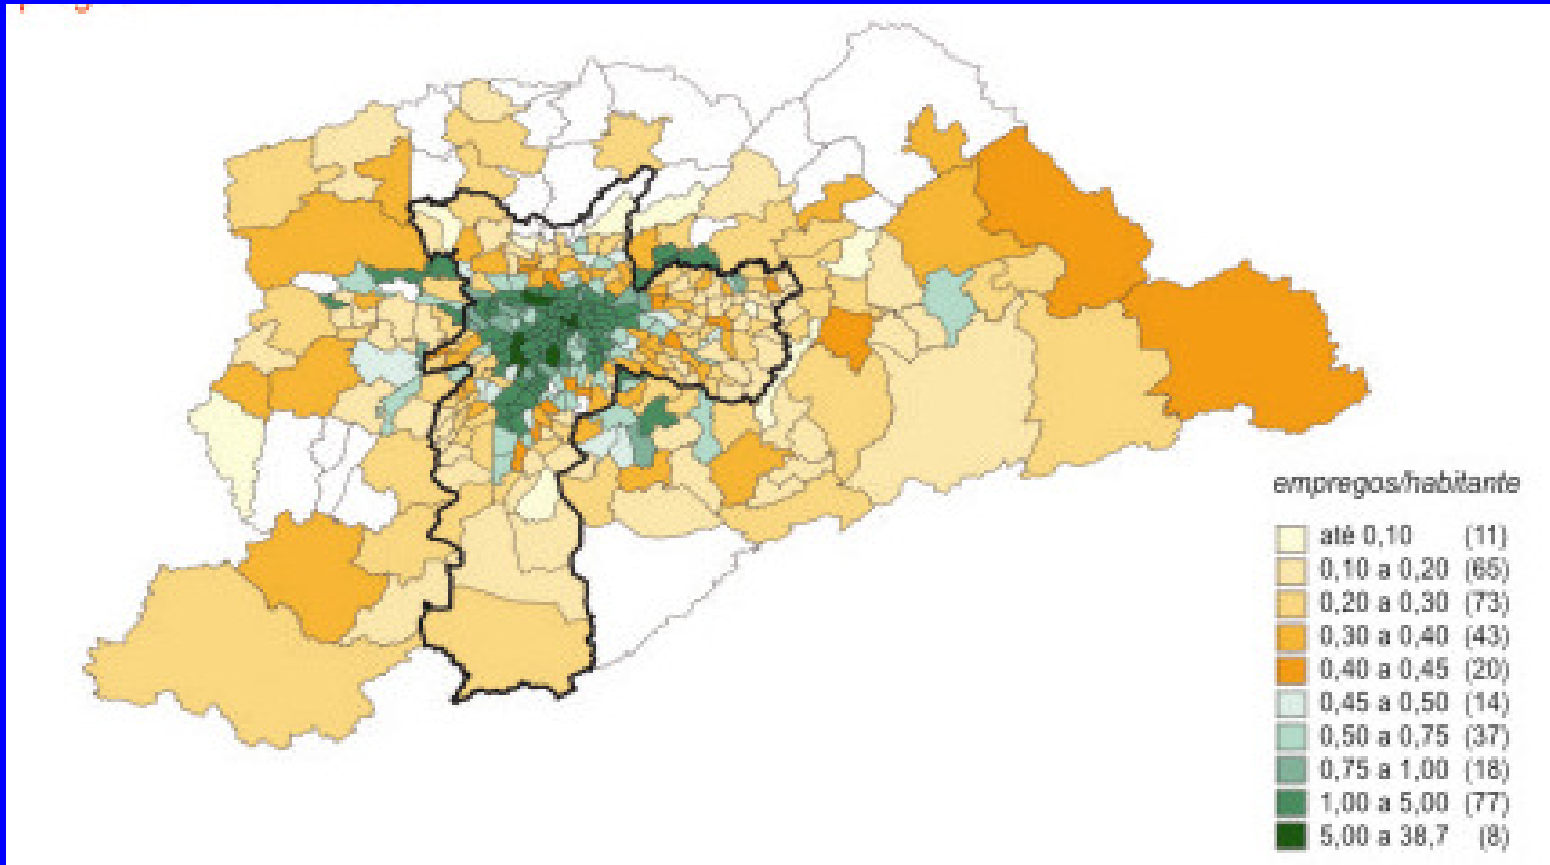 empregos/habitante
até 0,10 (11)
0,10 a 0,20 (65)
0,20 a 0,30 (73)
0,30 a 0,40 (43)
0,40 a 0,45 (20)
0,45 a 0,50 (14)
0,50 a 0,75 (37)
0,75 a 1,00 (18)
1,00 a 5,00 (77)
5,00 a 38,7 (8)